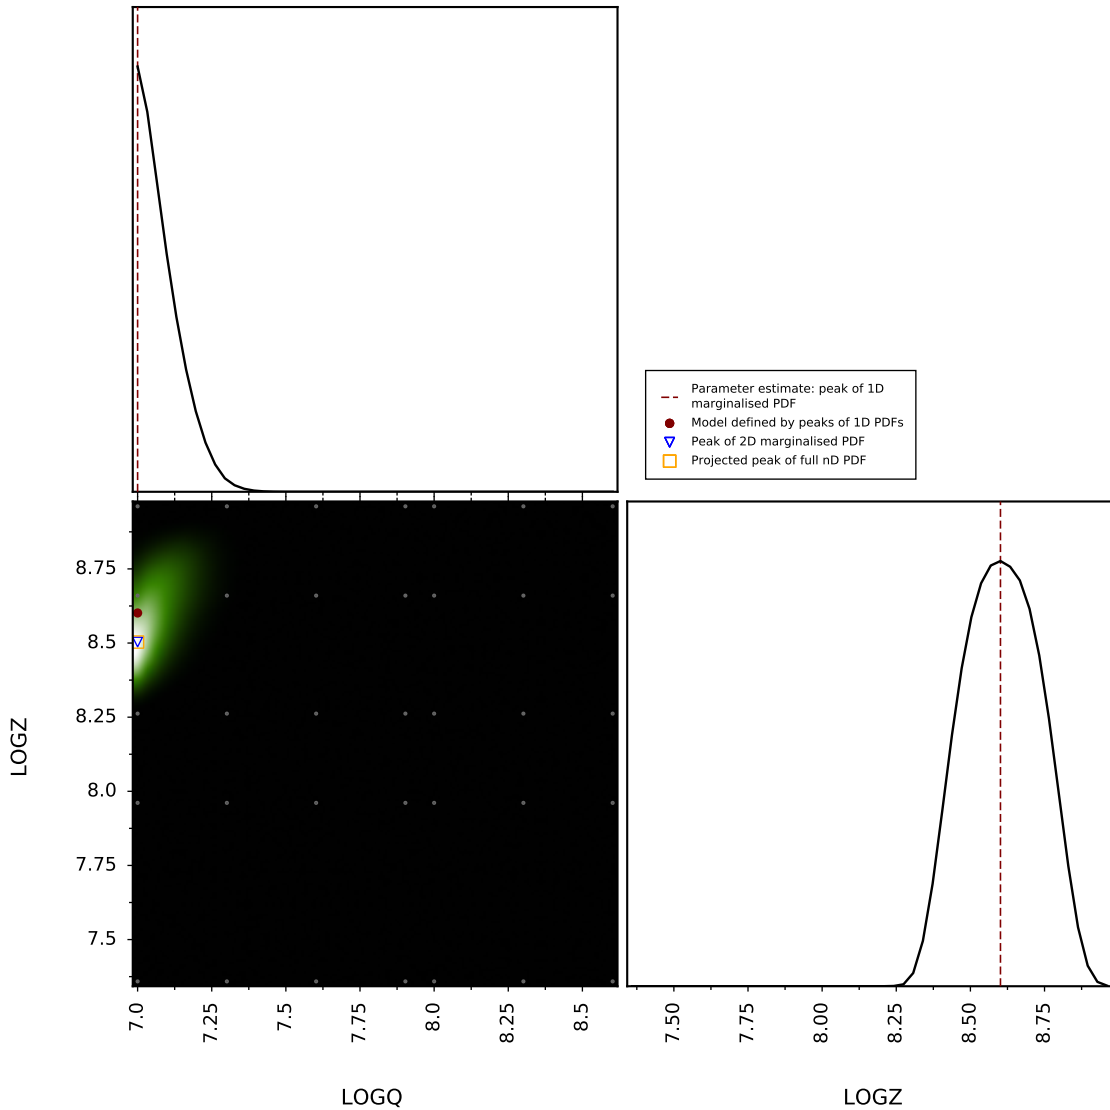 Parameter estimate: peak of 1D
marginalised PDF
Model defined by peaks of 1D PDFs
Peak of 2D marginalised PDF
Projected peak of full nD PDF
LOGZ
8.75
8.5
8.25
8.0
7.75
7.5
7.0 7.25 7.5 7.75 8.0 8.25 8.5
7.50 7.75 8.00 8.25 8.50 8.75
LOGQ
LOGZ